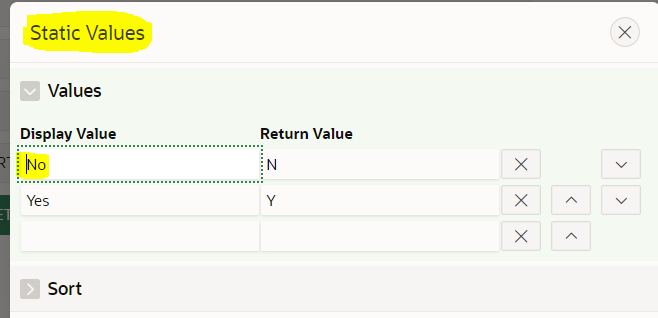 Static Values
Values
Display Value Return Value
No N
Yes Y
Sort